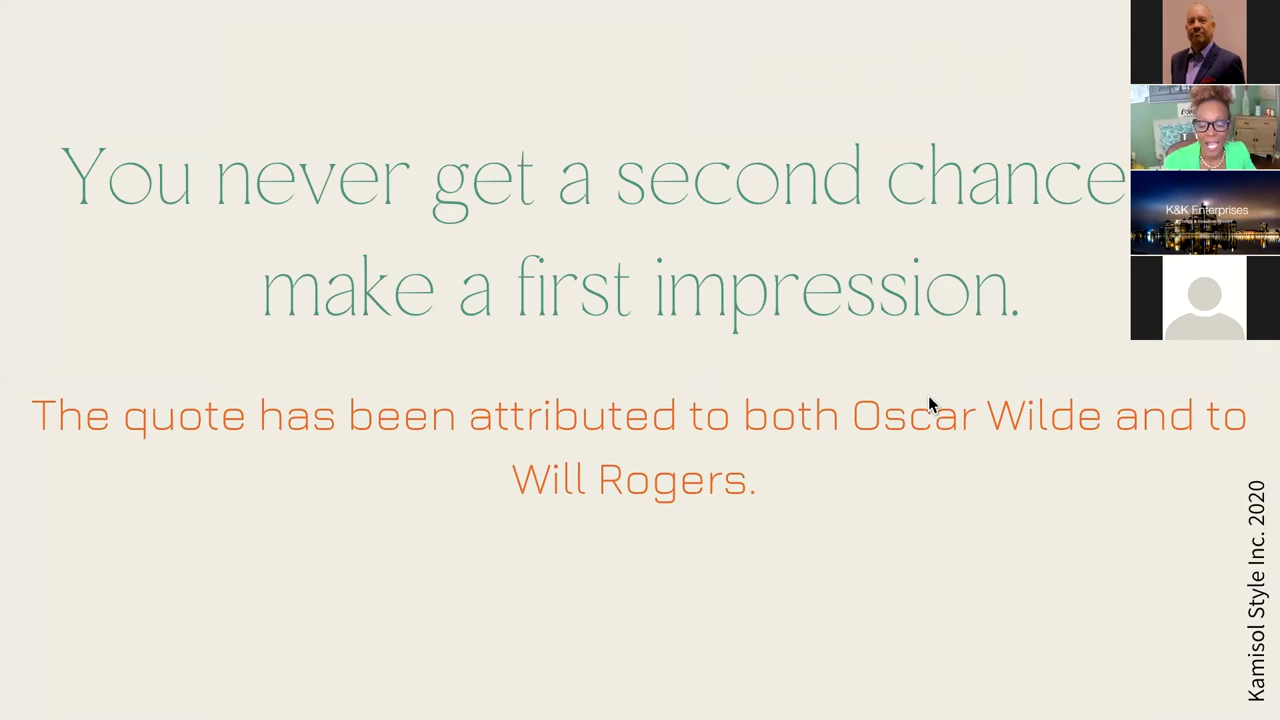 You never get a second chance
make a first impression.
The quote has been attributed to both Oscar Wilde and to
Will Rogers.
K&K Enterprises
Kamisol Style Inc. 2020